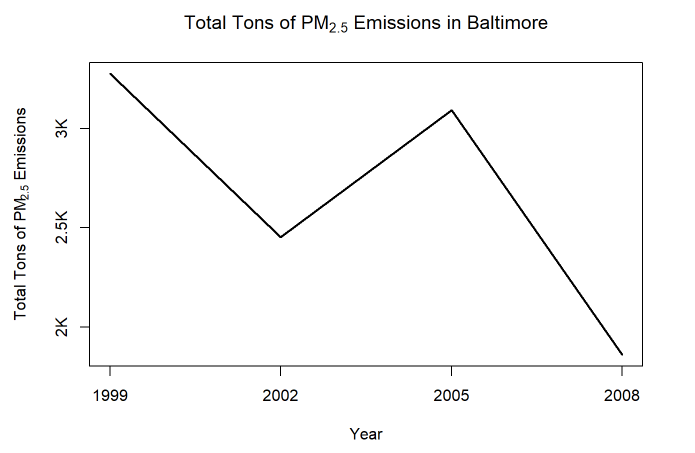 Total Tons of PM2.5 Emissions in Baltimore
Total Tons of PM2.5 Emissions
3K
2.5K
2K
1999 2002 2005 2008
Year